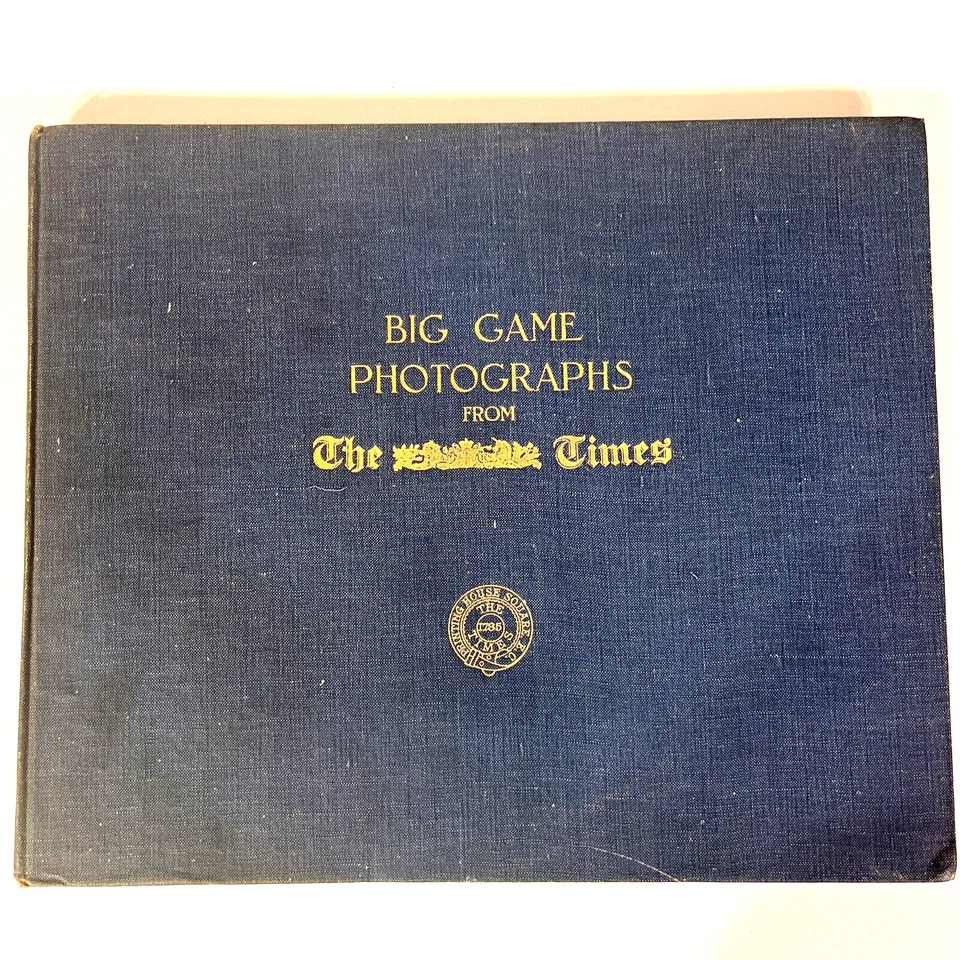 BIG GAME
PHOTOGRAPHS
FROM
The Times
PRINTING HOUSE SQUARE E.C.
THE
1785
TIMES